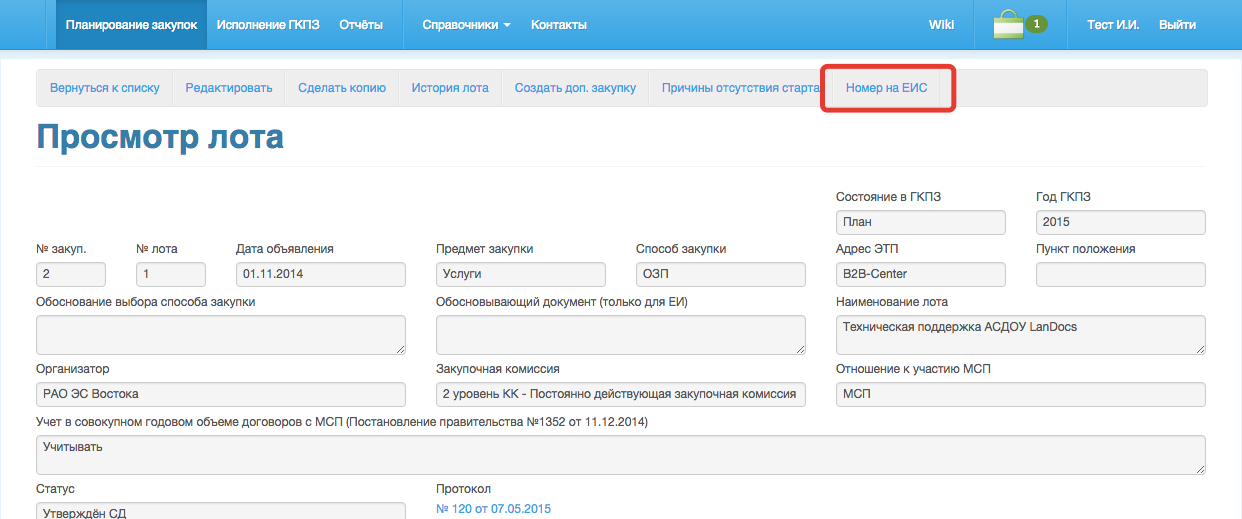 Планирование закупок Исполнение ГКПЗ Отчёты Справочники Контакты Wiki 1 Тест И.И. Выйти
Вернуться к списку Редактировать Сделать копию История лота Создать доп. закупку Причины отсутствия старта Номер на ЕИС
Просмотр лота
Состояние в ГКПЗ Год ГКПЗ
План 2015
№ закуп. № лота Дата объявления Предмет закупки Способ закупки Адрес ЭТП Пункт положения
2 1 01.11.2014 Услуги ОЗП B2B-Center
Обоснование выбора способа закупки Обосновывающий документ (только для ЕИ) Наименование лота
Техническая поддержка АСДОУ LanDocs
Организатор Закупочная комиссия Отношение к участию МСП
РАО ЭС Востока 2 уровень КК - Постоянно действующая закупочная комиссия МСП
Учет в совокупном годовом объеме договоров с МСП (Постановление правительства №1352 от 11.12.2014)
Учитывать
Статус Протокол
Утверждён СД № 120 от 07.05.2015